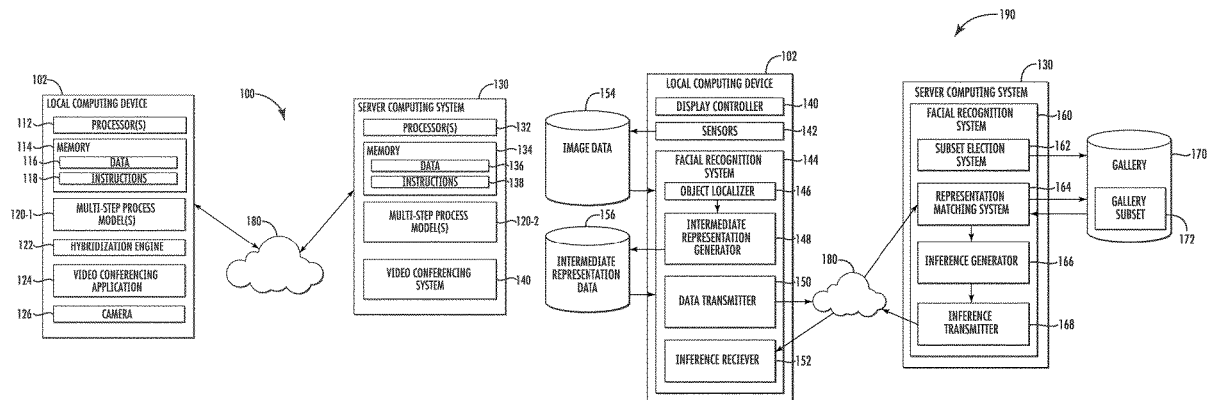 102
LOCAL COMPUTING DEVICE
112
PROCESSOR(S)
114
MEMORY
116
DATA
118
INSTRUCTIONS
120-1
MULTI-STEP PROCESS
MODEL(S)
122
HYBRIDIZATION ENGINE
124
VIDEO CONFERENCING
APPLICATION
126
CAMERA
100
180
130
SERVER COMPUTING SYSTEM
PROCESSOR(S)
132
MEMORY
134
DATA
136
INSTRUCTIONS
138
MULTI-STEP PROCESS
MODEL(S)
120-2
VIDEO CONFERENCING
SYSTEM
140
154
IMAGE DATA
156
INTERMEDIATE
REPRESENTATION
DATA
102
LOCAL COMPUTING DEVICE
DISPLAY CONTROLLER
140
SENSORS
142
FACIAL RECOGNITION
SYSTEM
144
OBJECT LOCALIZER
146
INTERMEDIATE
REPRESENTATION
GENERATOR
148
DATA TRANSMITTER
150
INFERENCE RECIEVER
152
180
190
130
SERVER COMPUTING SYSTEM
FACIAL RECOGNITION
SYSTEM
160
SUBSET ELECTION
SYSTEM
162
REPRESENTATION
MATCHING SYSTEM
164
INFERENCE GENERATOR
166
INFERENCE
TRANSMITTER
168
GALLERY
170
GALLERY
SUBSET
172